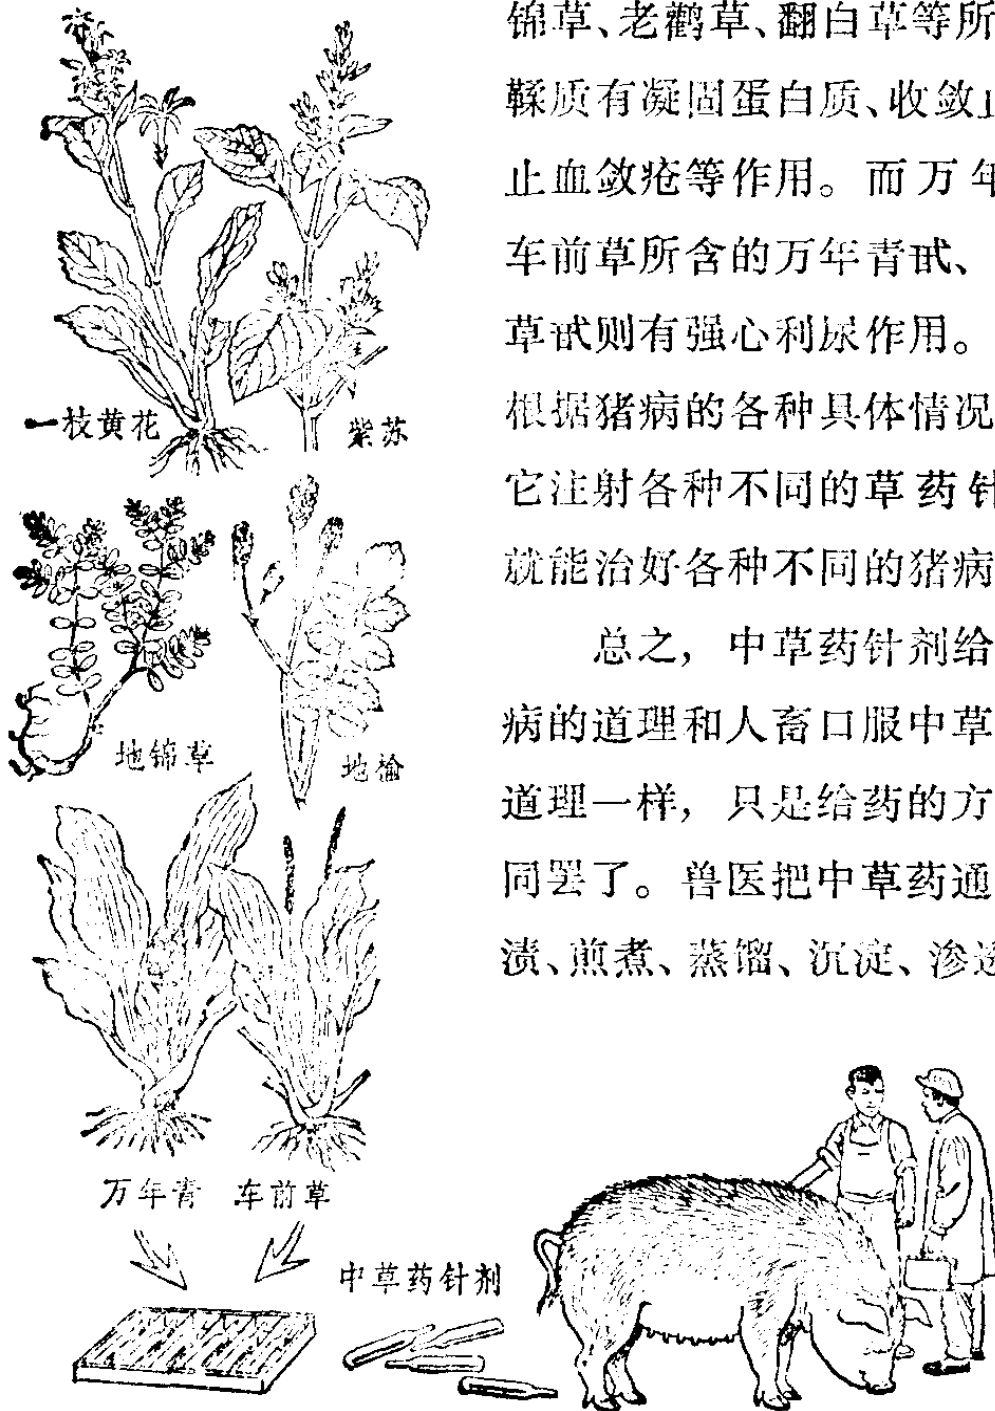 锦草、老鹳草、翻白草等所
鞣质有凝固蛋白质、收敛止
止血敛疮等作用。而万年
车前草所含的万年青甙、
草甙则有强心利尿作用。
根据猪病的各种具体情况
它注射各种不同的草药针
就能治好各种不同的猪病
总之，中草药针剂给
病的道理和人畜口服中草
道理一样，只是给药的方
同罢了。兽医把中草药通
渍、煎煮、蒸馏、沉淀、渗透
一枝黄花
紫苏
地锦草
地榆
万年青
车前草
中草药针剂